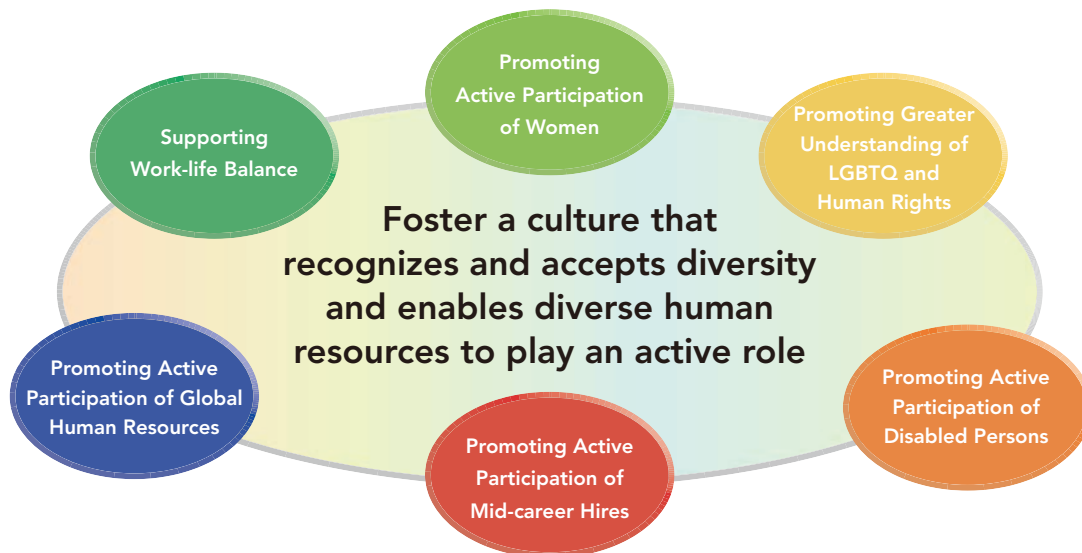 Promoting
Active Participation
of Women
Supporting
Work-life Balance
Promoting Greater
Understanding of
LGBTQ and
Human Rights
Foster a culture that
recognizes and accepts diversity
and enables diverse human
resources to play an active role
Promoting Active
Participation of Global
Human Resources
Promoting Active
Participation of
Mid-career Hires
Promoting Active
Participation of
Disabled Persons